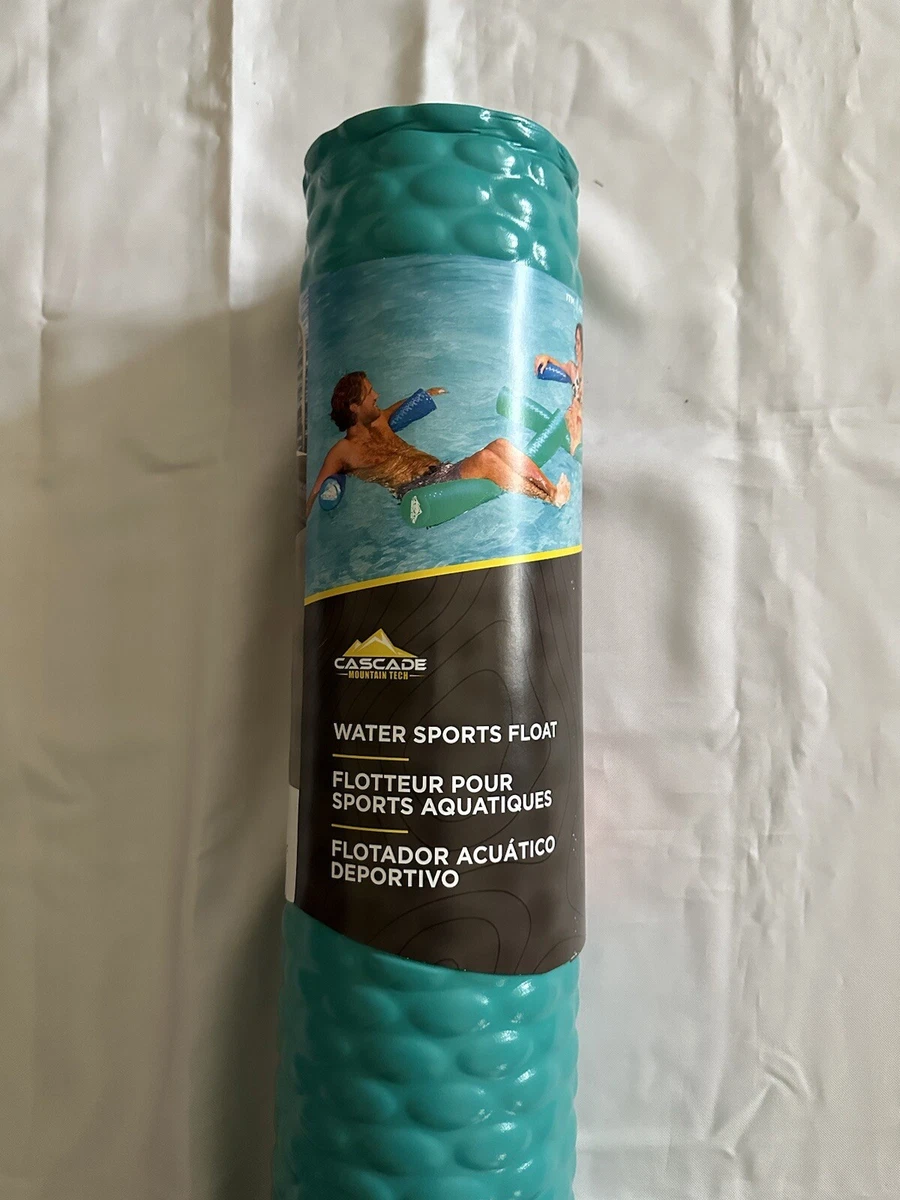 CASCADE
MOUNTAIN TECH
WATER SPORTS FLOAT
FLOTTEUR POUR
SPORTS AQUATIQUES
FLOTADOR ACUÁTICO
DEPORTIVO